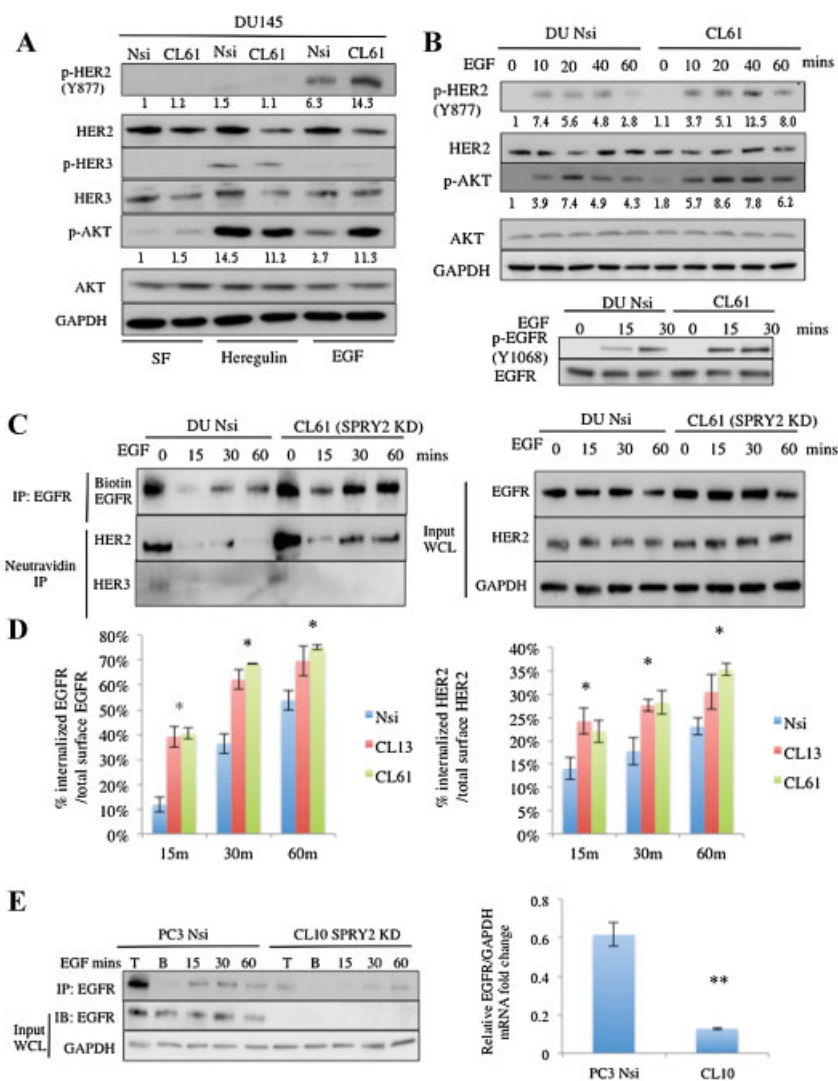 A
DU145
Nsi CL61 Nsi CL61 Nsi CL61
p-HER2
(Y877)
1 1.2 1.5 1.1 6.3 14.3
HER2
p-HER3
HER3
p-AKT
1 1.5 14.5 11.2 2.7 11.3
AKT
GAPDH
SF Heregulin EGF
B
DU Nsi CL61
EGF 0 10 20 40 60 0 10 20 40 60 mins
p-HER2
(Y877)
1 7.4 5.6 4.8 2.8 1.1 3.7 5.1 12.5 8.0
HER2
p-AKT
1 3.9 7.4 4.9 4.3 1.8 5.7 8.6 7.8 6.2
AKT
GAPDH
DU Nsi CL61
EGF 0 15 30 0 15 30 mins
p-EGFR
(Y1068)
EGFR
C
DU Nsi CL61 (SPRY2 KD)
EGF 0 15 30 60 0 15 30 60 mins
IP: EGFR
Biotin
EGFR
HER2
Neutravidin
IP
HER3
DU Nsi CL61 (SPRY2 KD)
EGF 0 15 30 60 0 15 30 60 mins
EGFR
Input
WCL
HER2
GAPDH
D
% internalized EGFR
/total surface EGFR
80%
70%
60%
50%
40%
30%
20%
10%
0%
* * *
15m 30m 60m
Nsi
CL13
CL61
% internalized HER2
/total surface HER2
40%
35%
30%
25%
20%
15%
10%
5%
0%
* * *
15m 30m 60m
Nsi
CL13
CL61
E
PC3 Nsi CL10 SPRY2 KD
EGF mins T B 15 30 60 T B 15 30 60
IP: EGFR
IB: EGFR
Input
WCL
GAPDH
Relative EGFR/GAPDH
mRNA fold change
0.8
0.6
0.4
0.2
0
**
PC3 Nsi CL10